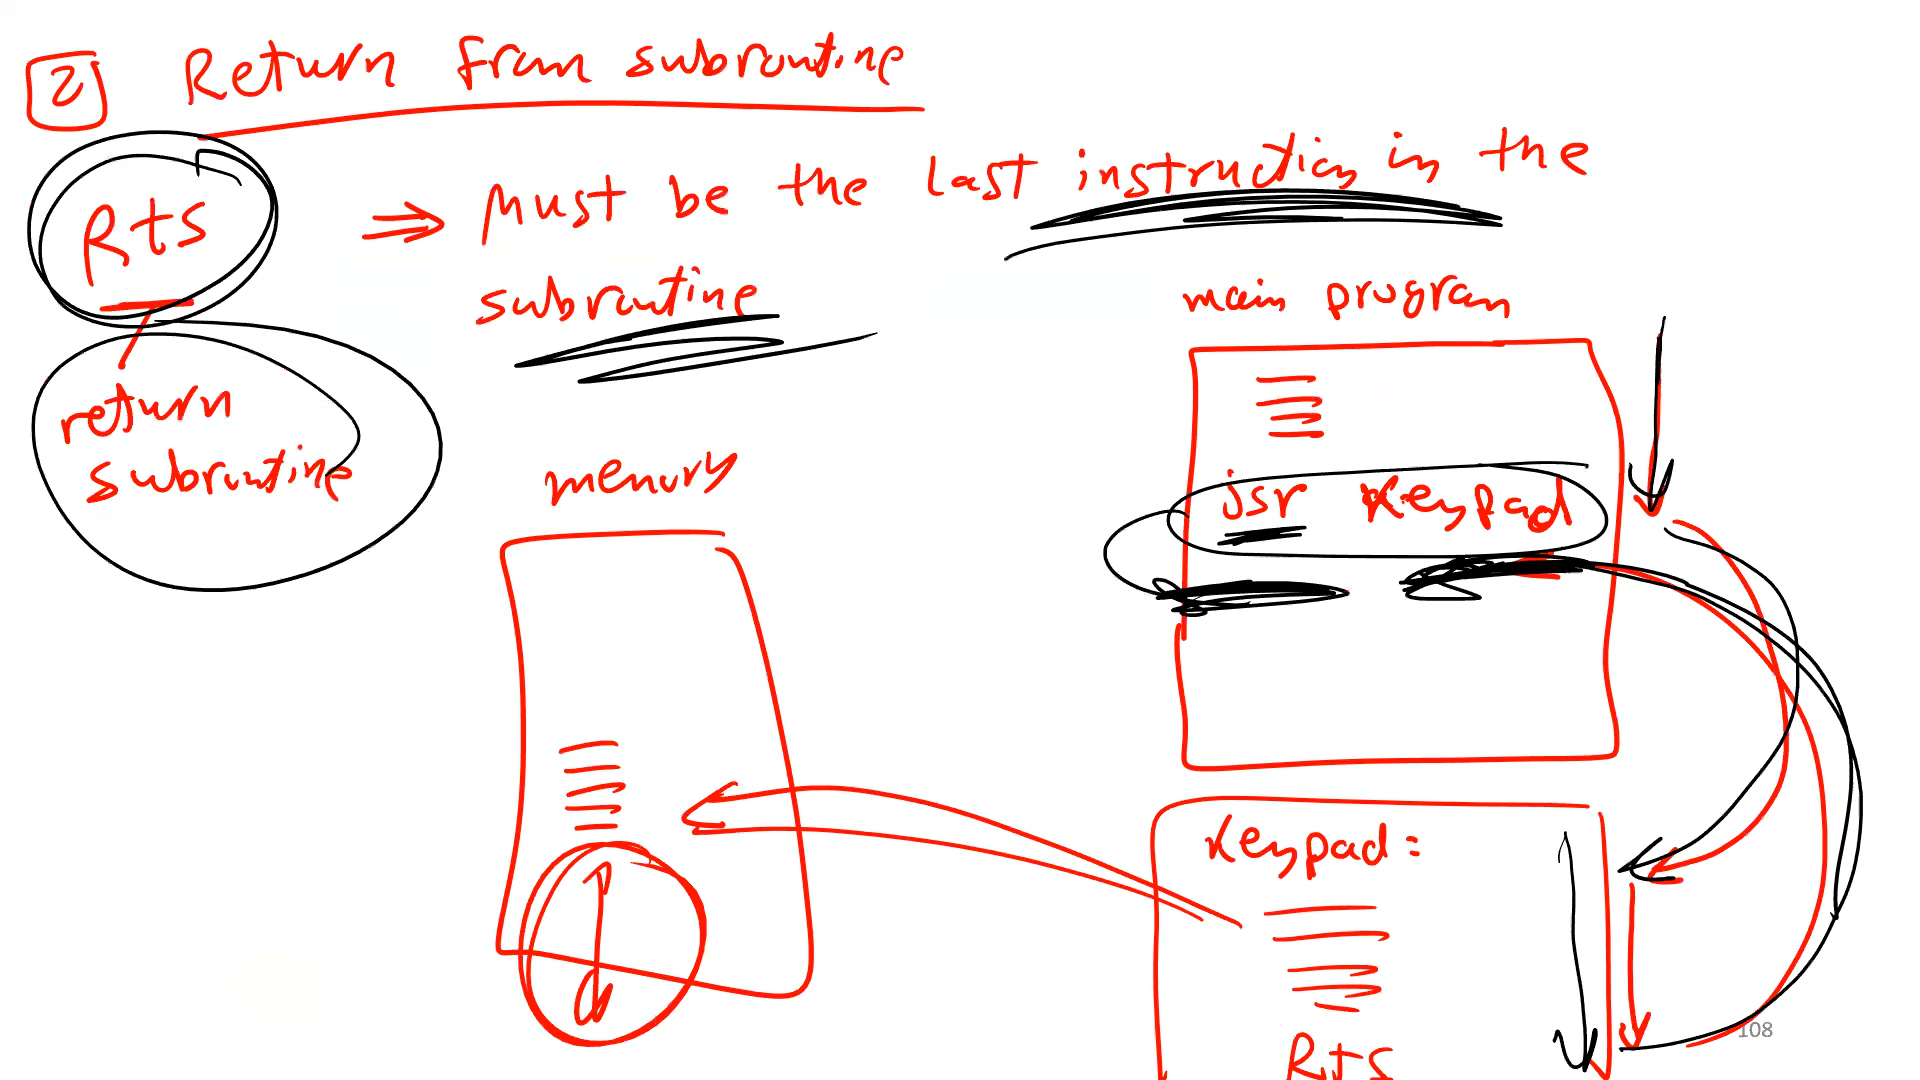 2 Return from subroutine
Rts ⇒ Must be the last instruction in the
subroutine
return
subroutine
memory
main program
jsr Keypad
Keypad:
Rts
108